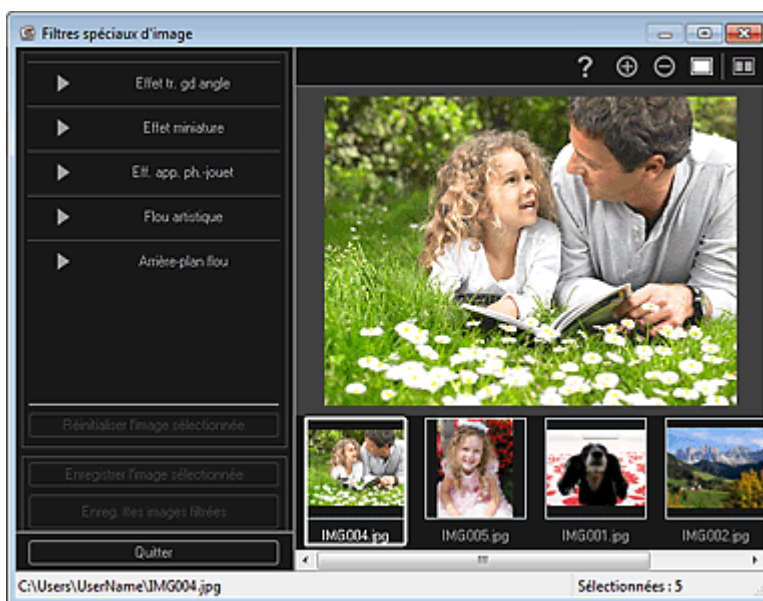 Filtres spéciaux d'image
Effet tr. gd angle
Effet miniature
Eff. app. ph.-jouet
Flou artistique
Arrière-plan flou
Réinitialiser l'image sélectionnée
Enregistrer l'image sélectionnée
Enreg. ttes images filtrées
Quitter
?
IMG004.jpg
IMG005.jpg
IMG001.jpg
IMG002.jpg
C:\Users\UserName\IMG004.jpg
Sélectionnées : 5